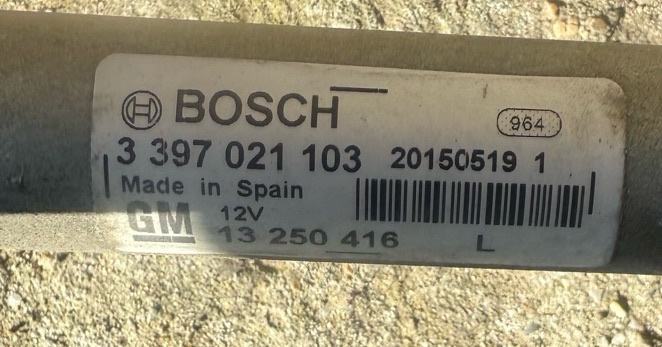 BOSCH
964
3 397 021 103 20150519 1
Made in Spain
GM 12V
13 250 416 L